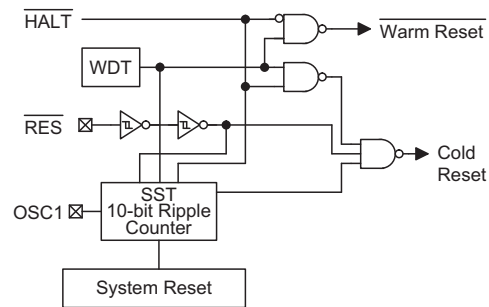 HALT
Warm Reset
WDT
RES
Cold
Reset
SST
10-bit Ripple
Counter
OSC1
System Reset